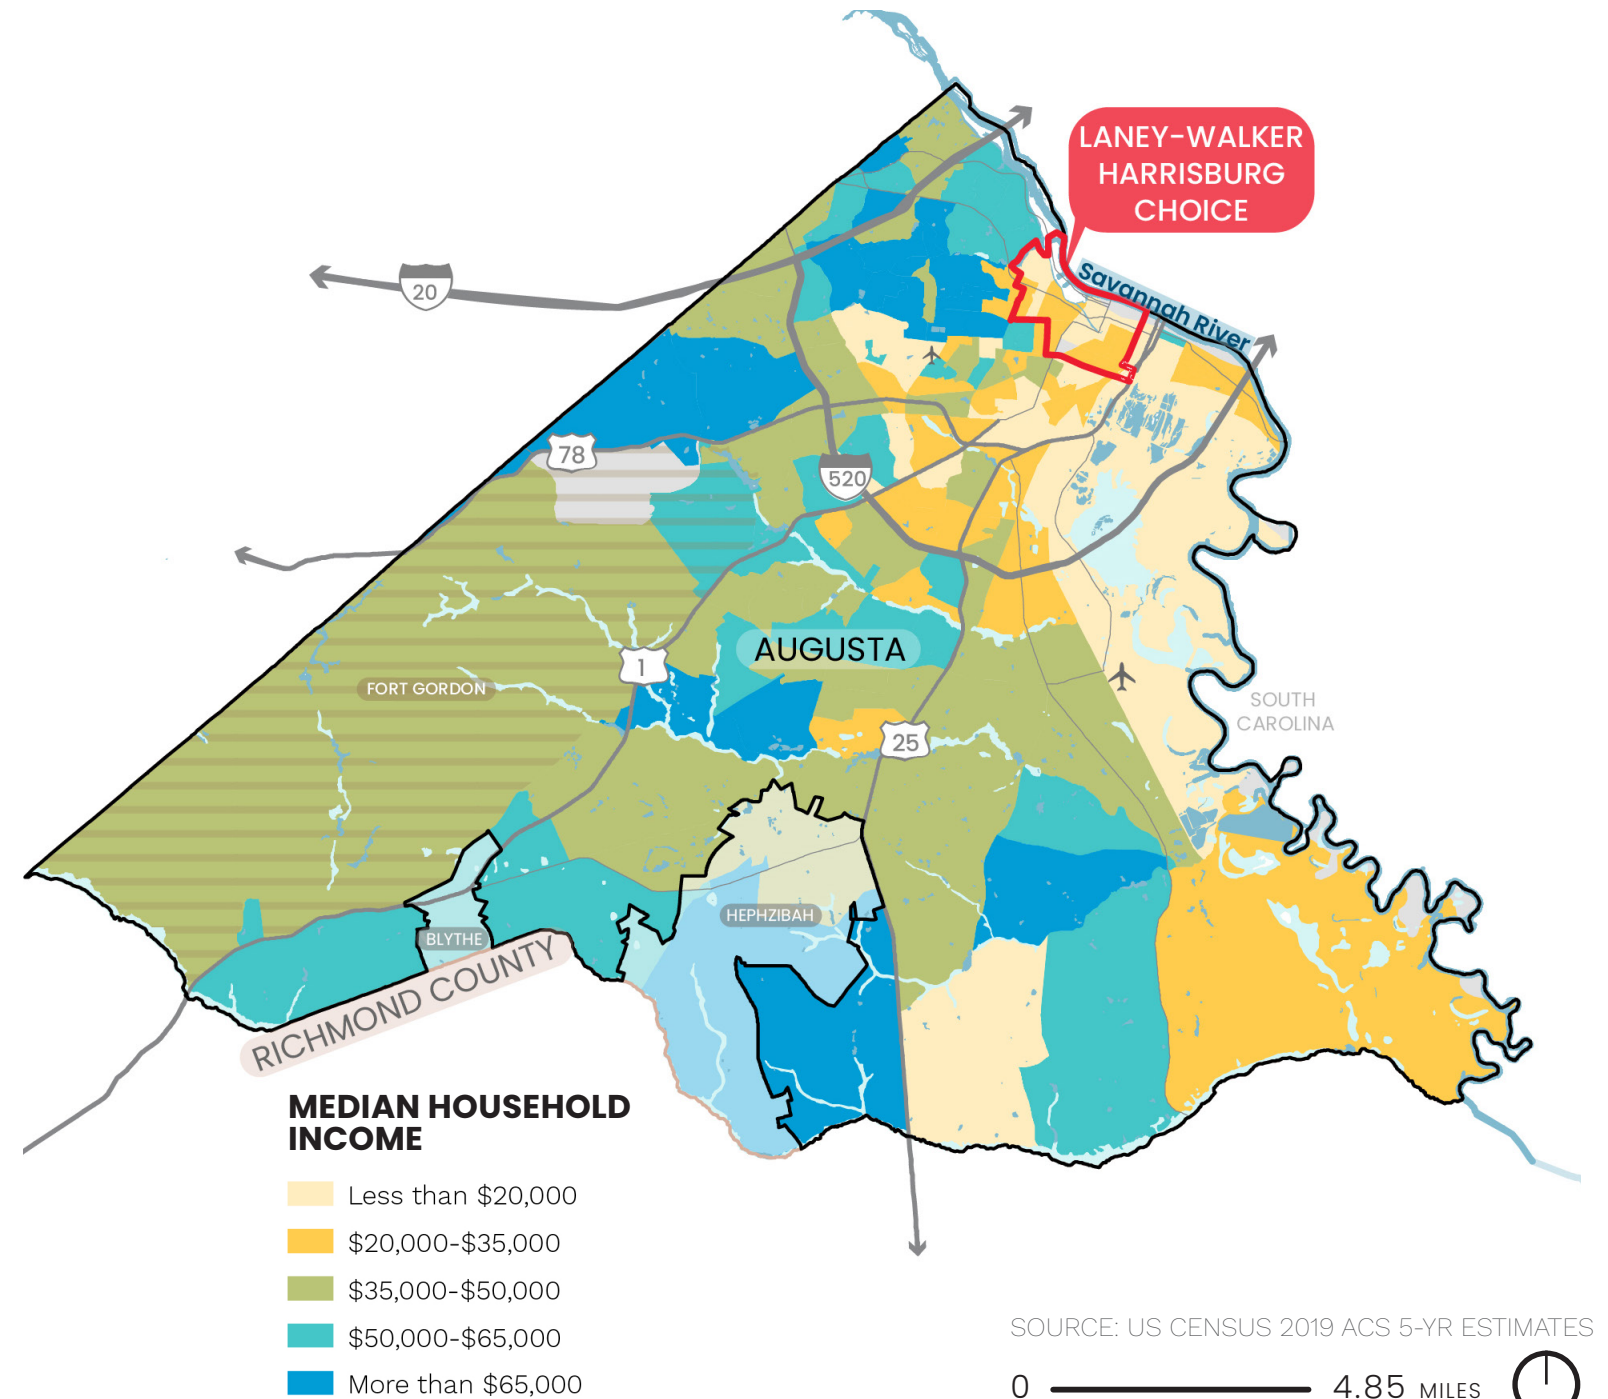 LANEY-WALKER
HARRISBURG
CHOICE
20
Savannah River
78
520
AUGUSTA
1
FORT GORDON
SOUTH
CAROLINA
25
HEPHZIBAH
BLYTHE
RICHMOND COUNTY
MEDIAN HOUSEHOLD
INCOME
Less than $20,000
$20,000-$35,000
$35,000-$50,000
$50,000-$65,000
More than $65,000
SOURCE: US CENSUS 2019 ACS 5-YR ESTIMATES
0 4.85 MILES